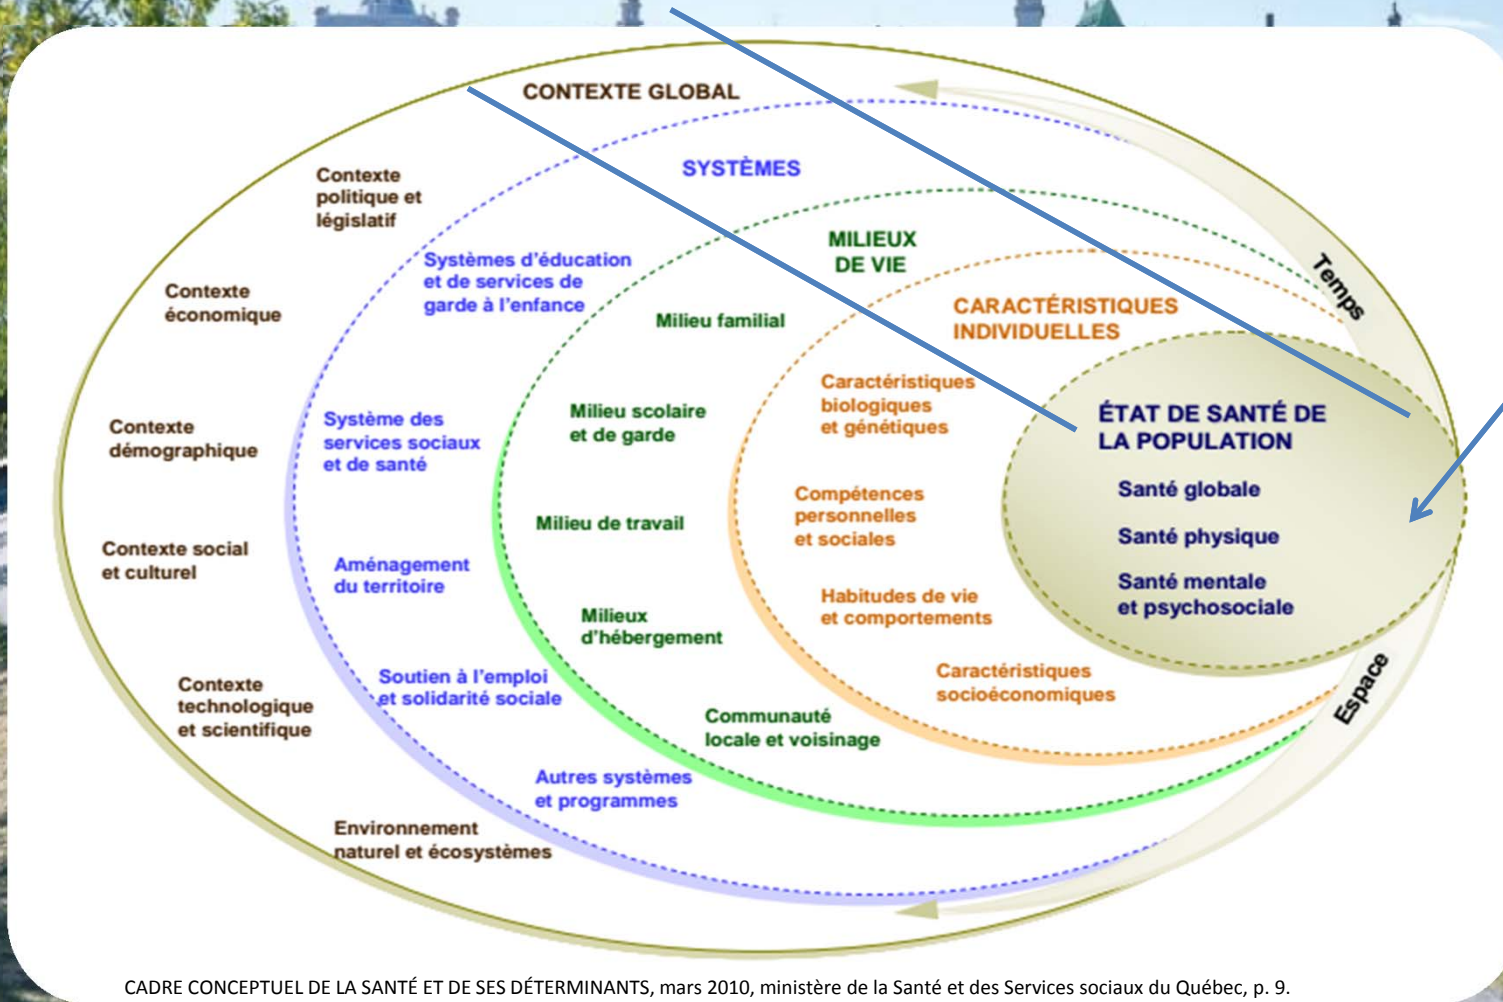 CONTEXTE GLOBAL
Contexte
politique et
législatif
Contexte
économique
Contexte
démographique
Contexte social
et culturel
Contexte
technologique
et scientifique
Environnement
naturel et écosystèmes
SYSTÈMES
Systèmes d'éducation
et de services de
garde à l'enfance
Système des
services sociaux
et de santé
Aménagement
du territoire
Soutien à l'emploi
et solidarité sociale
Autres systèmes
et programmes
MILIEUX
DE VIE
Milieu familial
Milieu scolaire
et de garde
Milieu de travail
Milieux
d'hébergement
Communauté
locale et voisinage
CARACTÉRISTIQUES
INDIVIDUELLES
Caractéristiques
biologiques
et génétiques
Compétences
personnelles
et sociales
Habitudes de vie
et comportements
Caractéristiques
socioéconomiques
ÉTAT DE SANTÉ DE
LA POPULATION
Santé globale
Santé physique
Santé mentale
et psychosociale
Temps
Espace
CADRE CONCEPTUEL DE LA SANTÉ ET DE SES DÉTERMINANTS, mars 2010, ministère de la Santé et des Services sociaux du Québec, p. 9.